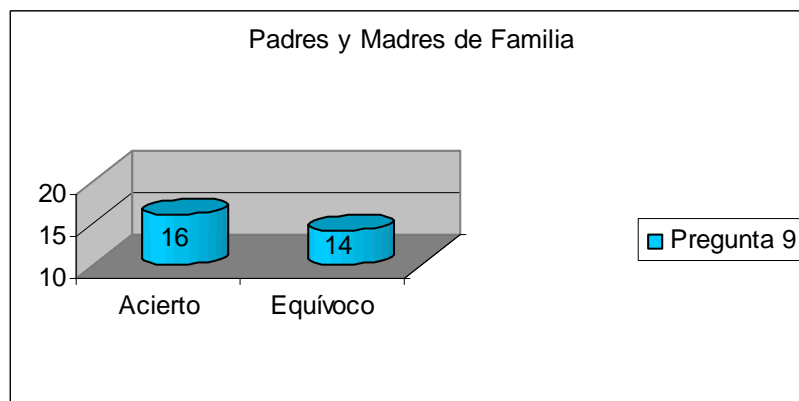 Padres y Madres de Familia
20
15
10
16
14
Acierto
Equívoco
Pregunta 9